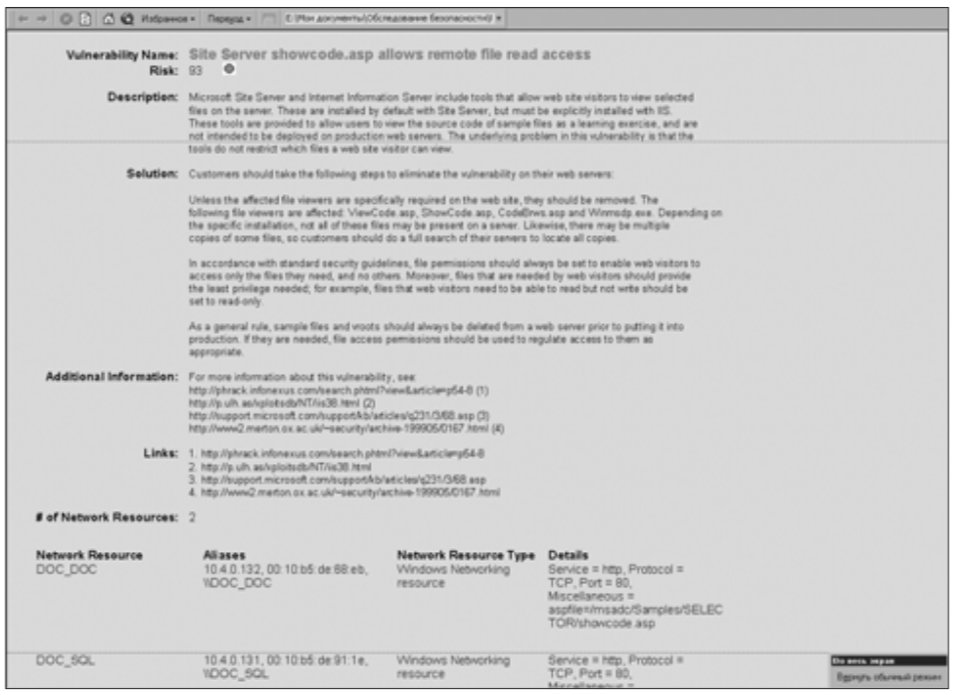 Избранное Переход E:\Мои документы\Обследование безопасности\
Vulnerability Name: Site Server showcode.asp allows remote file read access
Risk: 93
Description: Microsoft Site Server and Internet Information Server include tools that allow web site visitors to view selected
files on the server. These are installed by default with Site Server, but must be explicitly installed with IIS.
These tools are provided to allow users to view the source code of sample files as a learning exercise, and are
not intended to be deployed on production web servers. The underlying problem in this vulnerability is that the
tools do not restrict which files a web site visitor can view.
Solution: Customers should take the following steps to eliminate the vulnerability on their web servers:
Unless the affected file viewers are specifically required on the web site, they should be removed. The
following file viewers are affected: ViewCode.asp, ShowCode.asp, CodeBrws.asp and Winmsdp.exe. Depending on
the specific installation, not all of these files may be present on a server. Likewise, there may be multiple
copies of some files, so customers should do a full search of their servers to locate all copies.
In accordance with standard security guidelines, file permissions should always be set to enable web visitors to
access only the files they need, and no others. Moreover, files that are needed by web visitors should provide
the least privilege needed; for example, files that web visitors need to be able to read but not write should be
set to read-only.
As a general rule, sample files and vroots should always be deleted from a web server prior to putting it into
production. If they are needed, file access permissions should be used to regulate access to them as
appropriate.
Additional Information: For more information about this vulnerability, see:
http://phrack.infonexus.com/search.phtml?view&article=p54-8 (1)
http://p.ulh.as/xploitsdb/NT/iis38.html (2)
http://support.microsoft.com/support/kb/articles/q231/3/68.asp (3)
http://www2.merton.ox.ac.uk/~security/archive-199905/0167.html (4)
Links: 1. http://phrack.infonexus.com/search.phtml?view&article=p54-8
2. http://p.ulh.as/xploitsdb/NT/iis38.html
3. http://support.microsoft.com/support/kb/articles/q231/3/68.asp
4. http://www2.merton.ox.ac.uk/~security/archive-199905/0167.html
# of Network Resources: 2
Network Resource Aliases Network Resource Type Details
DOC_DOC 10.4.0.132, 00:10:b5:de:88:eb, Windows Networking Service = http, Protocol =
\\DOC_DOC resource TCP, Port = 80,
Miscellaneous =
aspfile=/msadc/Samples/SELEC
TOR/showcode.asp
DOC_SQL 10.4.0.131, 00:10:b5:de:91:1e, Windows Networking Service = http, Protocol =
\\DOC_SQL resource TCP, Port = 80,
Miscellaneous =
Во весь экран
Вернуть обычный режим